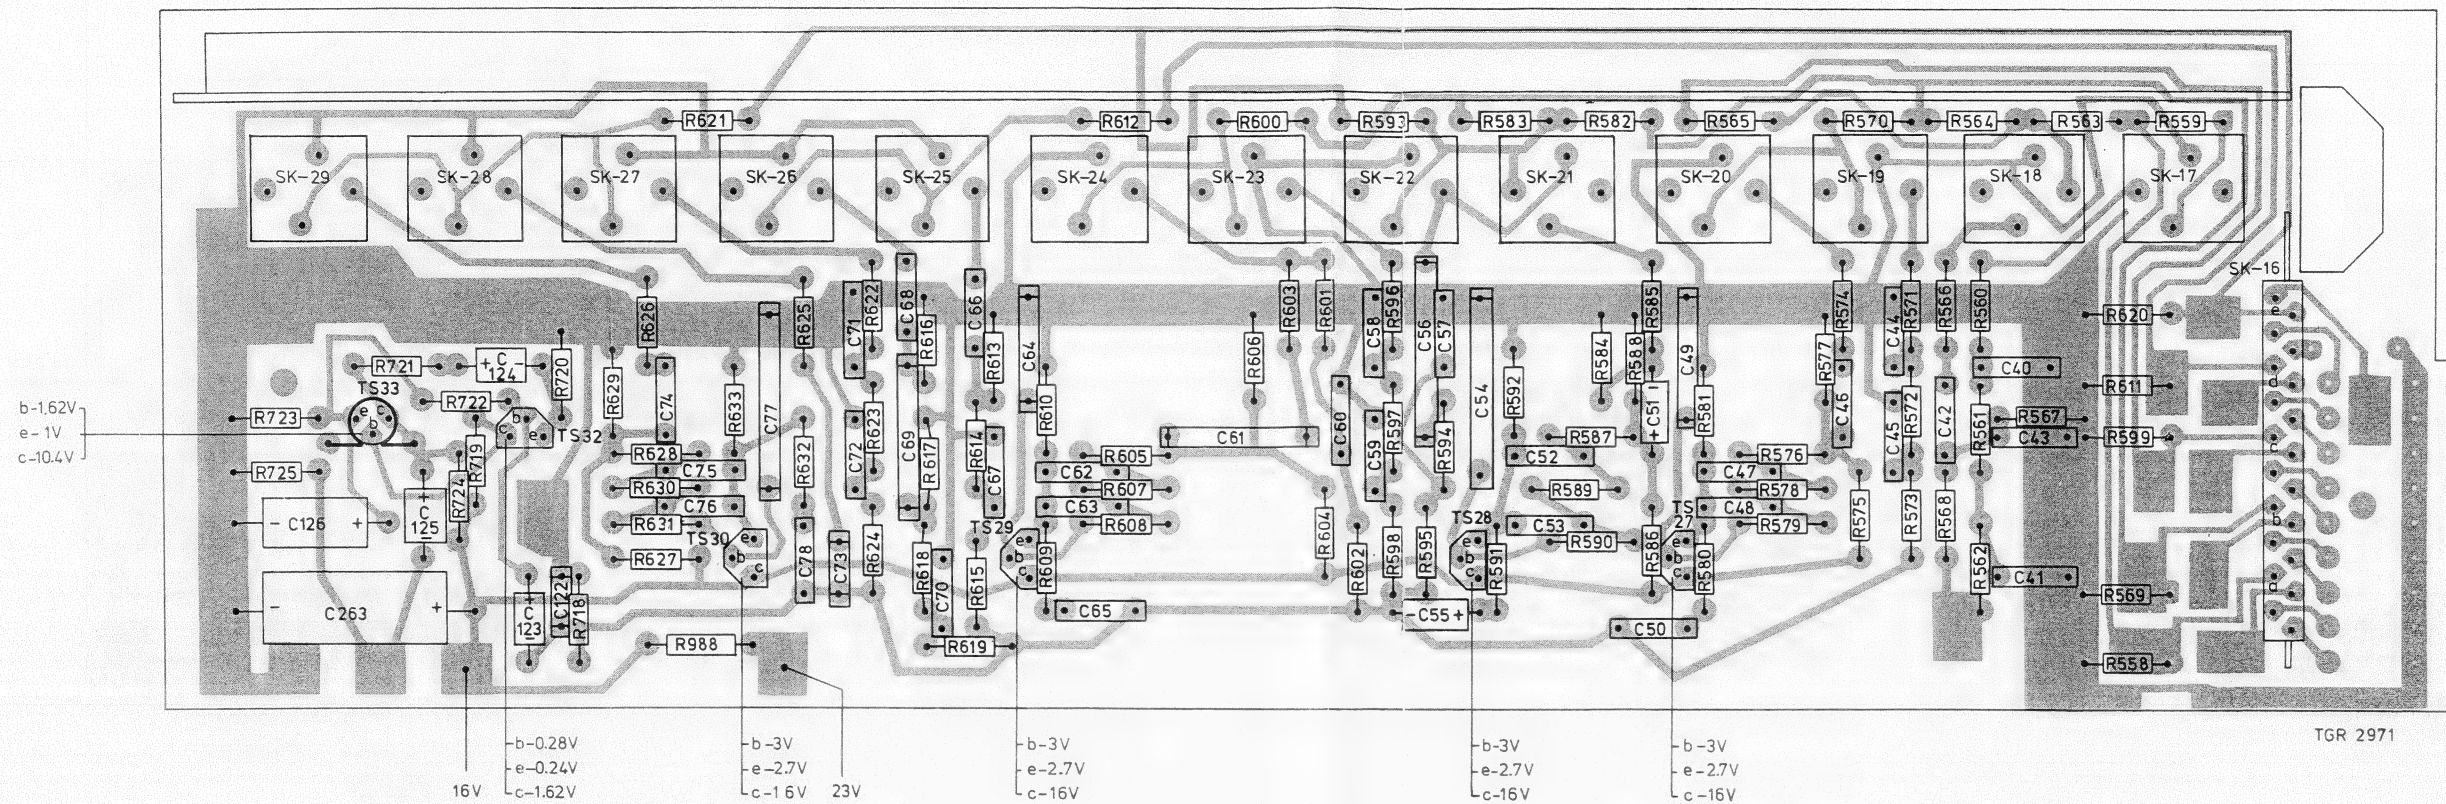 R621
R612
R600
R593
R583
R582
R565
R570
R564
R563
R559
SK-29
SK-28
SK-27
SK-26
SK-25
SK-24
SK-23
SK-22
SK-21
SK-20
SK-19
SK-18
SK-17
SK-16
R626
R625
C71
R622
C68
R616
C66
R613
C64
R603
R601
C58
R596
C56
C57
R585
C49
R574
C44
R571
R566
R560
R620
e
R721
+ C -
124
R720
R629
C74
R633
C77
R610
R606
C54
R592
R584
R588
R577
C46
C40
R611
d
TS33
e c
b
R722
b
c e
TS32
R723
R719
R632
C72
R623
C69
R617
R614
C67
C61
C60
C59
R597
R594
R587
+C51-
R581
C45
R572
C42
R561
R567
C43
R599
c
b-1.62V
e-1V
c-10.4V
R628
C75
R630
C76
R631
R627
C62
R605
R607
C63
R608
C52
R589
C53
R590
R576
C47
R578
C48
R579
R575
R573
R568
R725
R724
- C126 +
+
C
125
-
TS30
e
b
c
C78
C73
R624
R618
C70
R615
TS29
e
b
c
R609
R604
R602
R598
R595
TS28
e
b
c
R591
R586
TS
27
e
b
c
R580
R562
C41
b
- C263 +
+
C
123
-
C122
R718
R988
R619
C65
-C55+
C50
R569
a
R558
TGR 2971
16V
b-0.28V
e-0.24V
c-1.62V
b-3V
e-2.7V
c-16V
23V
b-3V
e-2.7V
c-16V
b-3V
e-2.7V
c-16V
b-3V
e-2.7V
c-16V